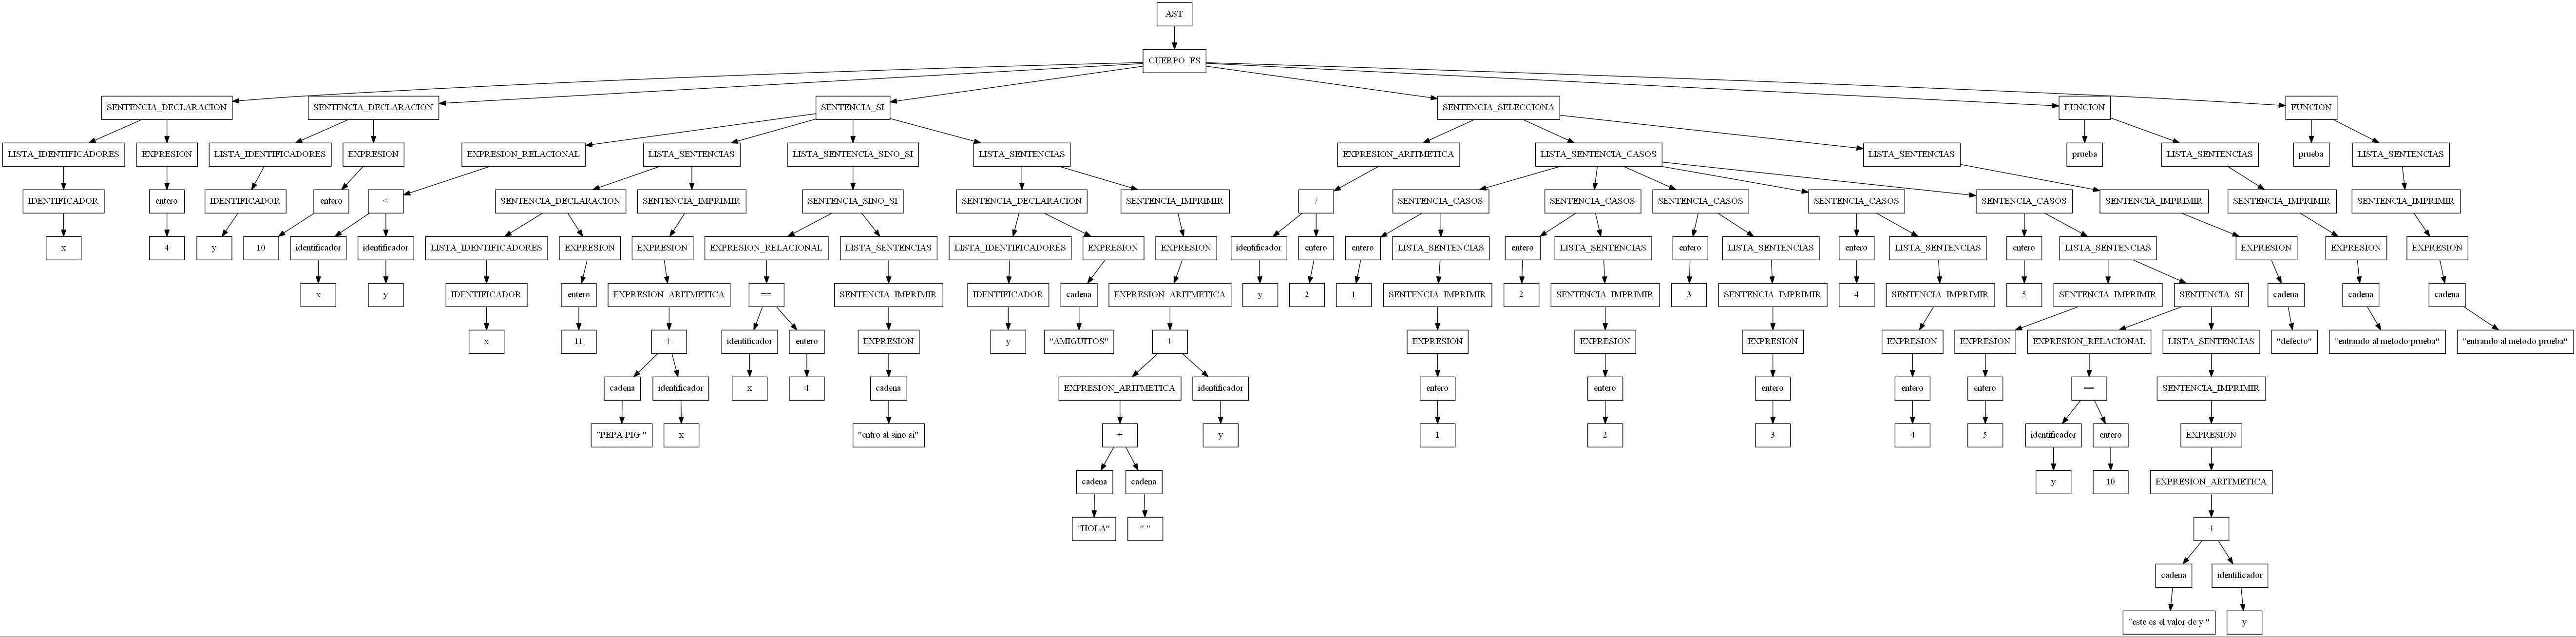 AST
CUERPO_FS
SENTENCIA_DECLARACION SENTENCIA_DECLARACION SENTENCIA_SI SENTENCIA_SELECCIONA FUNCION FUNCION
LISTA_IDENTIFICADORES EXPRESION LISTA_IDENTIFICADORES EXPRESION EXPRESION_RELACIONAL LISTA_SENTENCIAS LISTA_SENTENCIA_SINO_SI LISTA_SENTENCIAS EXPRESION_ARITMETICA LISTA_SENTENCIA_CASOS LISTA_SENTENCIAS prueba LISTA_SENTENCIAS prueba LISTA_SENTENCIAS
IDENTIFICADOR entero IDENTIFICADOR entero < SENTENCIA_DECLARACION SENTENCIA_IMPRIMIR SENTENCIA_SINO_SI SENTENCIA_DECLARACION SENTENCIA_IMPRIMIR / SENTENCIA_CASOS SENTENCIA_CASOS SENTENCIA_CASOS SENTENCIA_CASOS SENTENCIA_CASOS SENTENCIA_IMPRIMIR SENTENCIA_IMPRIMIR SENTENCIA_IMPRIMIR
x 4 y 10 identificador identificador LISTA_IDENTIFICADORES EXPRESION EXPRESION EXPRESION_RELACIONAL LISTA_SENTENCIAS LISTA_IDENTIFICADORES EXPRESION EXPRESION identificador entero entero LISTA_SENTENCIAS entero LISTA_SENTENCIAS entero LISTA_SENTENCIAS entero LISTA_SENTENCIAS entero LISTA_SENTENCIAS EXPRESION EXPRESION EXPRESION
x y IDENTIFICADOR entero EXPRESION_ARITMETICA == SENTENCIA_IMPRIMIR IDENTIFICADOR cadena EXPRESION_ARITMETICA y 2 1 SENTENCIA_IMPRIMIR 2 SENTENCIA_IMPRIMIR 3 SENTENCIA_IMPRIMIR 4 SENTENCIA_IMPRIMIR 5 SENTENCIA_IMPRIMIR SENTENCIA_SI cadena cadena cadena
x 11 + identificador entero EXPRESION y "AMIGUITOS" + EXPRESION EXPRESION EXPRESION EXPRESION EXPRESION EXPRESION_RELACIONAL LISTA_SENTENCIAS "defecto" "entrando al metodo prueba" "entrando al metodo prueba"
cadena identificador x 4 cadena EXPRESION_ARITMETICA identificador entero entero entero entero entero == SENTENCIA_IMPRIMIR
"PEPA PIG " x "entro al sino si" + y 1 2 3 4 5 identificador entero EXPRESION
cadena cadena y 10 EXPRESION_ARITMETICA
"HOLA" " " +
cadena identificador
"este es el valor de y " y